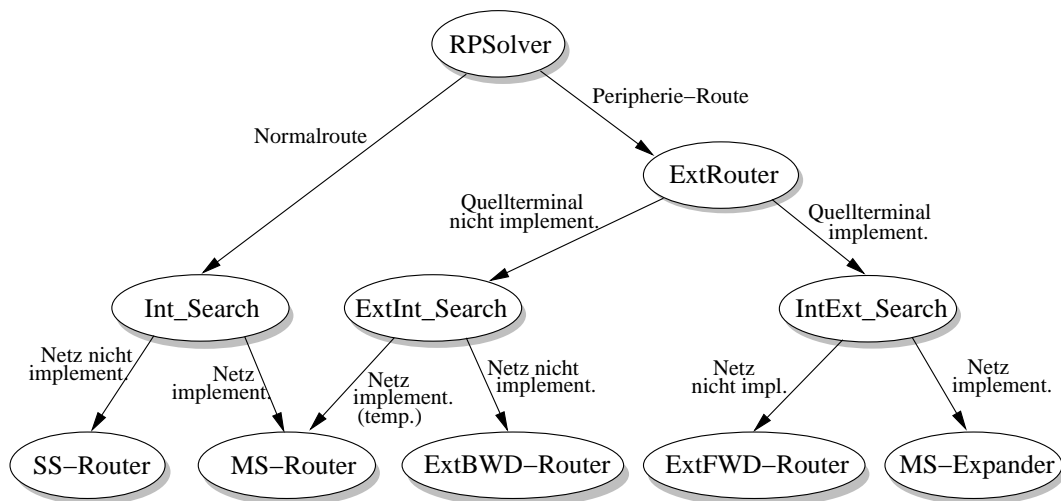 RPSolver
Peripherie−Route
Normalroute
ExtRouter
Quellterminal
nicht implement.
Quellterminal
implement.
Int_Search
ExtInt_Search
IntExt_Search
Netz nicht
implement.
Netz
implement.
Netz
implement.
(temp.)
Netz nicht
implement.
Netz
nicht impl.
Netz
implement.
SS−Router
MS−Router
ExtBWD−Router
ExtFWD−Router
MS−Expander